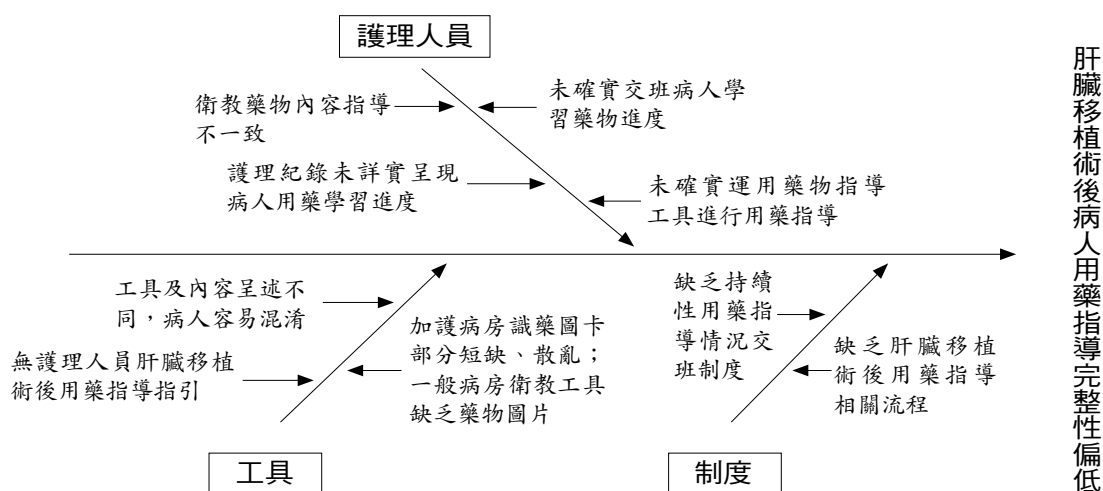 護理人員
衛教藥物內容指導
不一致
未確實交班病人學
習藥物進度
護理紀錄未詳實呈現
病人用藥學習進度
未確實運用藥物指導
工具進行用藥指導
工具及內容呈述不
同，病人容易混淆
無護理人員肝臟移植
術後用藥指導指引
加護病房識藥圖卡
部分短缺、散亂；
一般病房衛教工具
缺乏藥物圖片
工具
缺乏持續
性用藥指
導情況交
班制度
缺乏肝臟移植
術後用藥指導
相關流程
制度
肝臟移植術後病人用藥指導完整性偏低